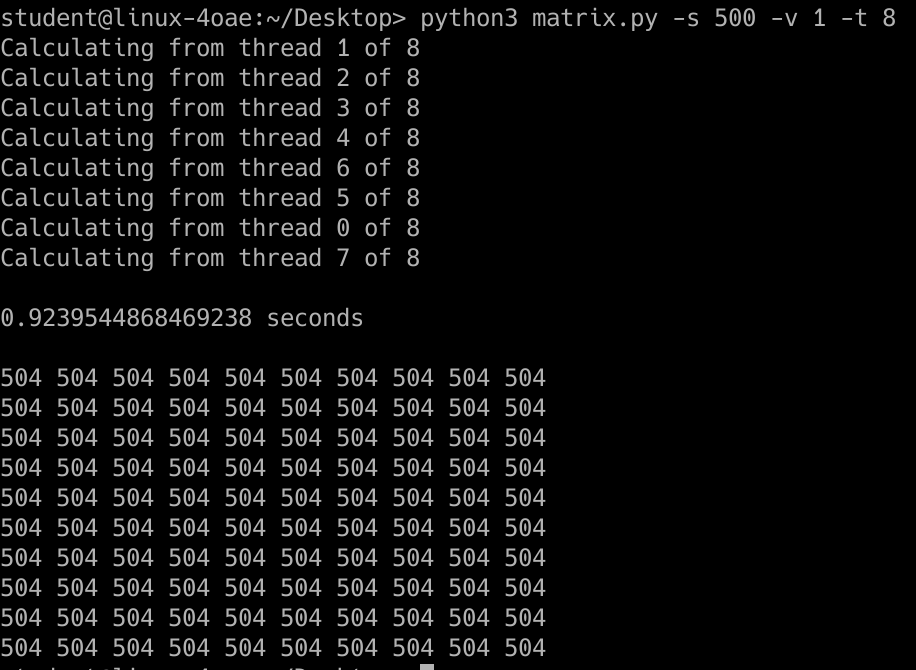 student@linux-4oae:~/Desktop> python3 matrix.py -s 500 -v 1 -t 8
Calculating from thread 1 of 8
Calculating from thread 2 of 8
Calculating from thread 3 of 8
Calculating from thread 4 of 8
Calculating from thread 6 of 8
Calculating from thread 5 of 8
Calculating from thread 0 of 8
Calculating from thread 7 of 8
0.9239544868469238 seconds
504 504 504 504 504 504 504 504 504 504
504 504 504 504 504 504 504 504 504 504
504 504 504 504 504 504 504 504 504 504
504 504 504 504 504 504 504 504 504 504
504 504 504 504 504 504 504 504 504 504
504 504 504 504 504 504 504 504 504 504
504 504 504 504 504 504 504 504 504 504
504 504 504 504 504 504 504 504 504 504
504 504 504 504 504 504 504 504 504 504
504 504 504 504 504 504 504 504 504 504